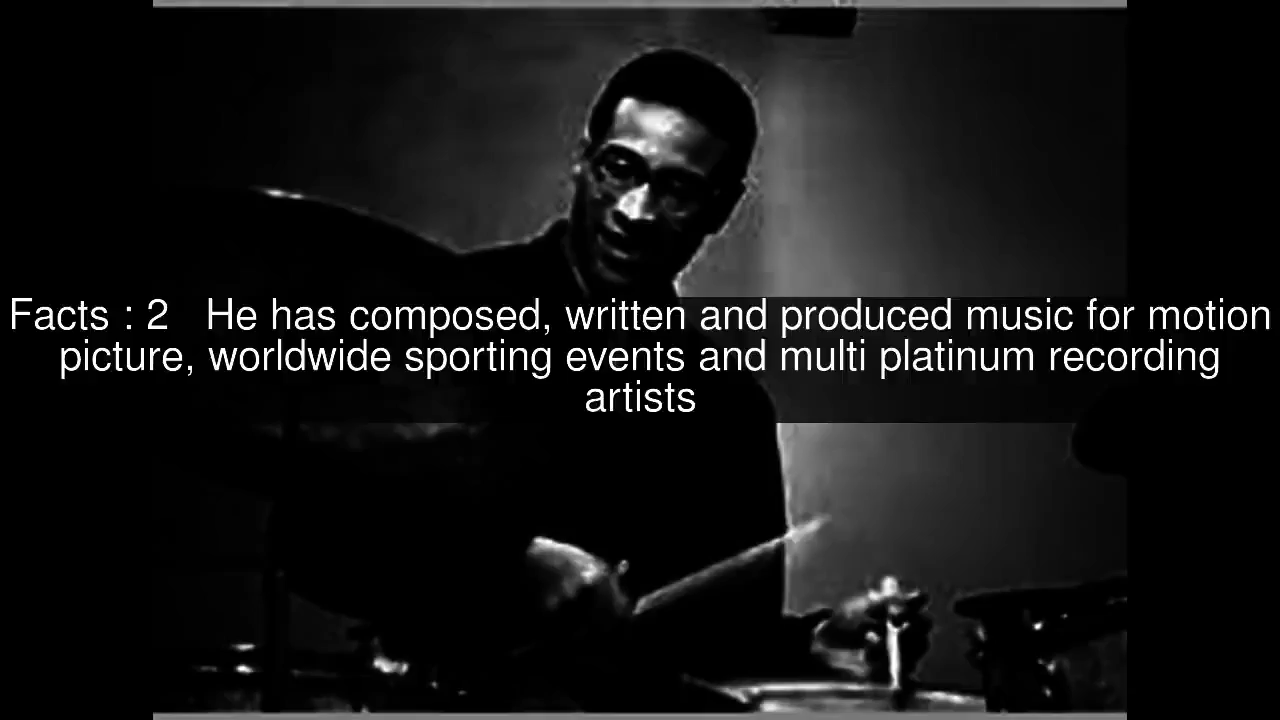 Facts : 2 He has composed, written and produced music for motion
picture, worldwide sporting events and multi platinum recording
artists